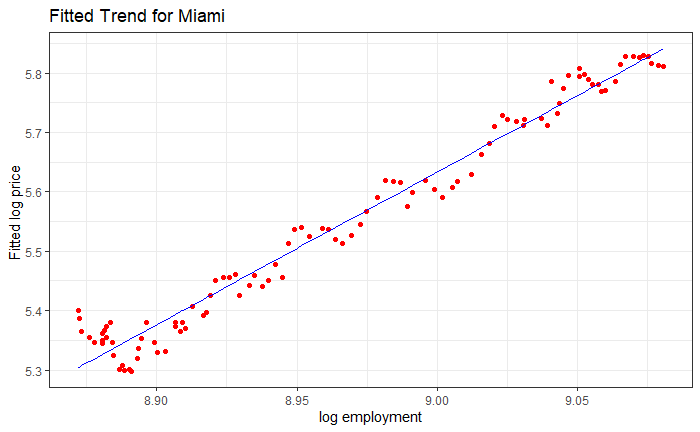 Fitted Trend for Miami
Fitted log price
5.8
5.7
5.6
5.5
5.4
5.3
8.90 8.95 9.00 9.05
log employment